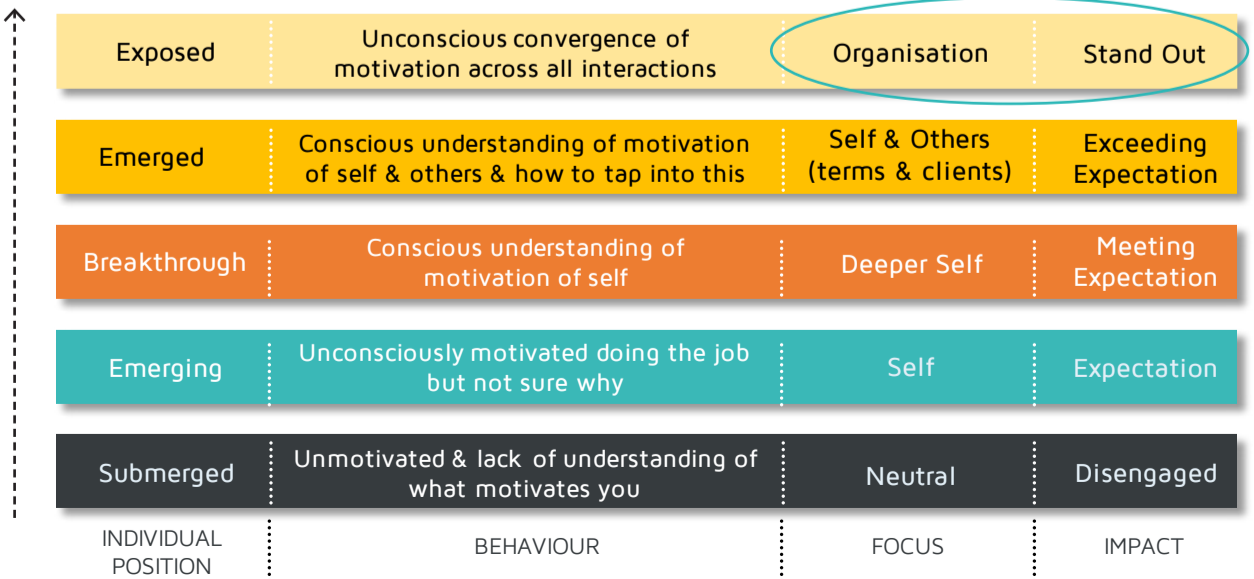 Exposed
Unconscious convergence of
motivation across all interactions
Organisation
Stand Out
Emerged
Conscious understanding of motivation
of self & others & how to tap into this
Self & Others
(terms & clients)
Exceeding
Expectation
Breakthrough
Conscious understanding of
motivation of self
Deeper Self
Meeting
Expectation
Emerging
Unconsciously motivated doing the job
but not sure why
Self
Expectation
Submerged
Unmotivated & lack of understanding of
what motivates you
Neutral
Disengaged
INDIVIDUAL
POSITION
BEHAVIOUR
FOCUS
IMPACT